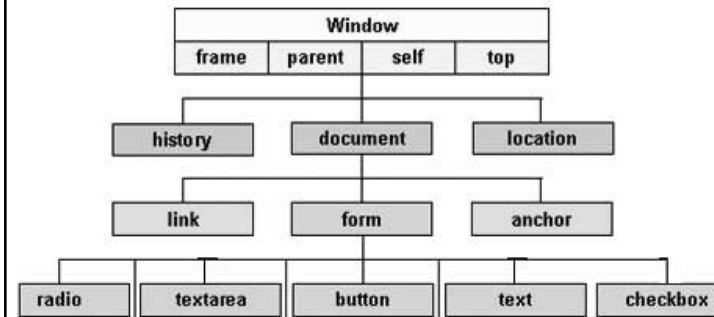 Window
frame parent self top
history document location
link form anchor
radio textarea button text checkbox